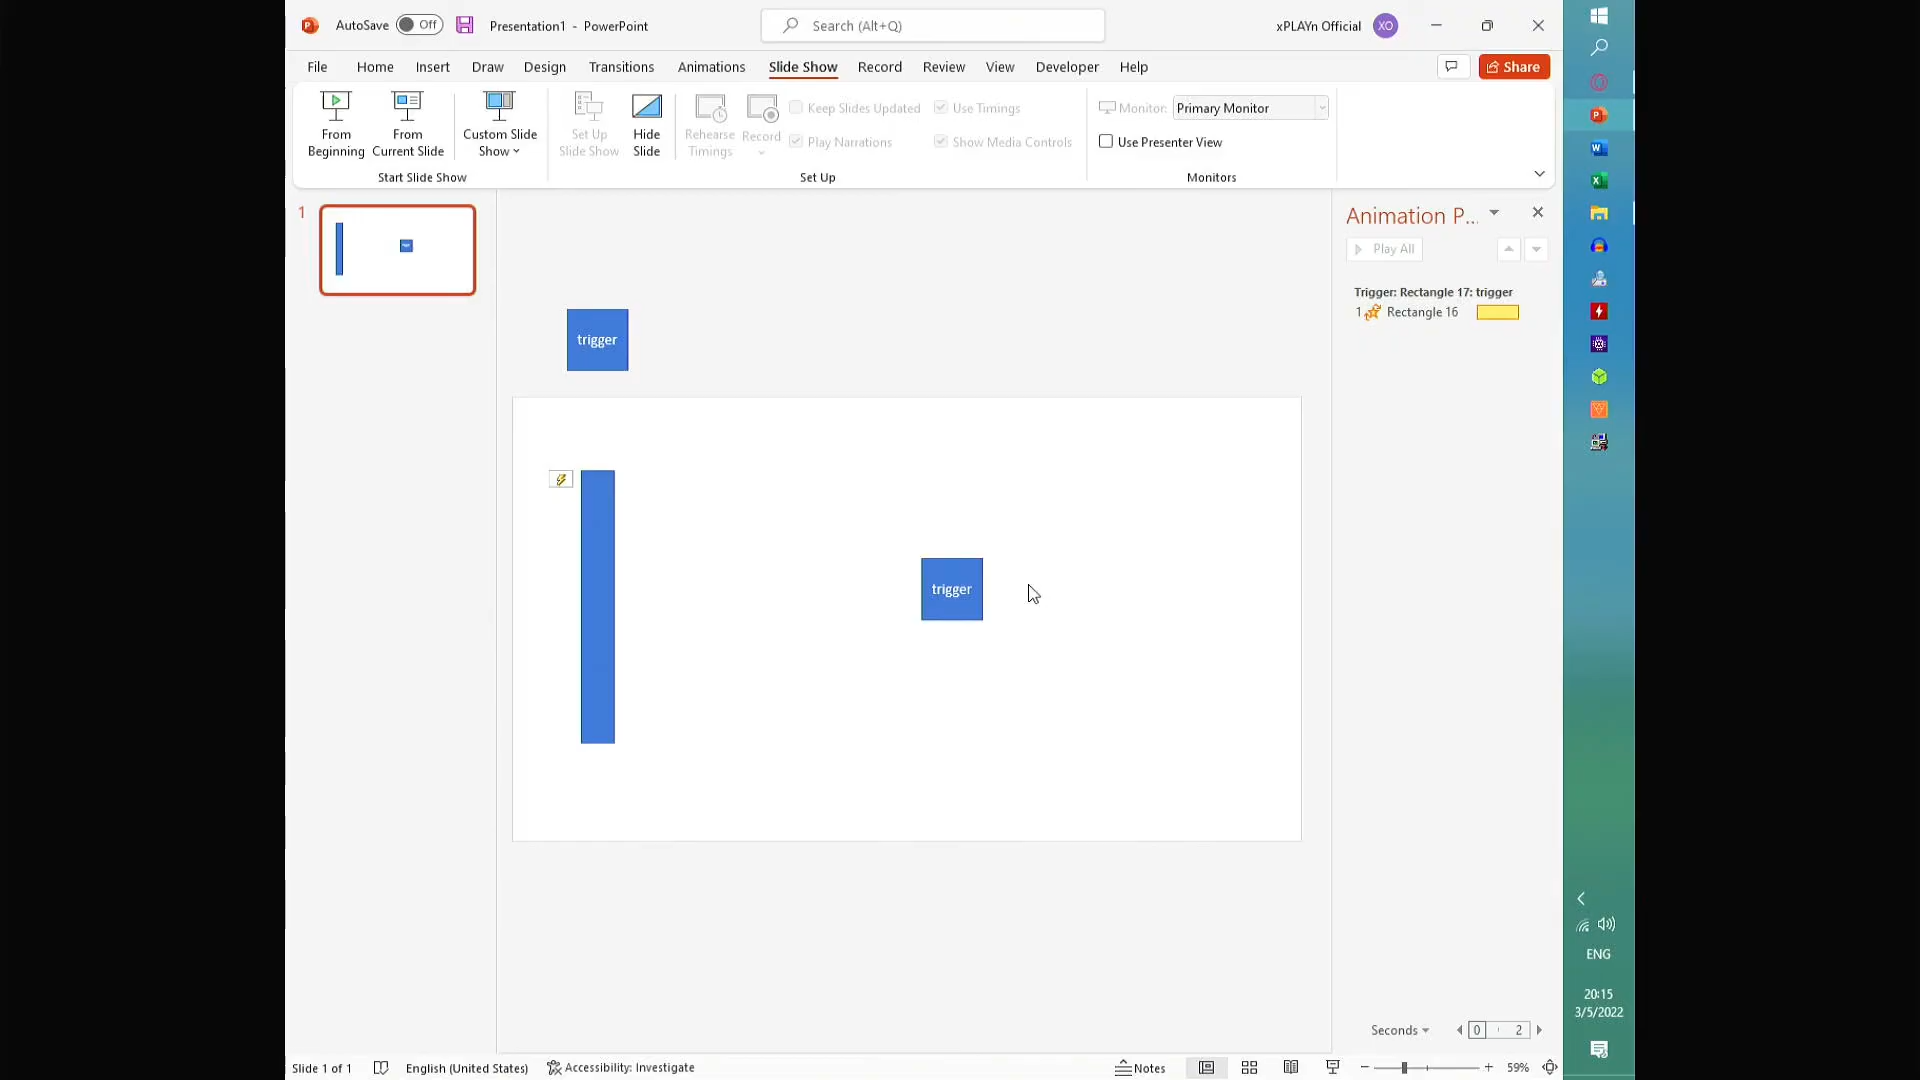 AutoSave Off Presentation1 - PowerPoint Search (Alt+Q) xPLAYn Official XO
File Home Insert Draw Design Transitions Animations Slide Show Record Review View Developer Help Share
From Beginning
From Current Slide
Custom Slide Show
Set Up Slide Show
Hide Slide
Rehearse Timings
Record
Keep Slides Updated
Play Narrations
Use Timings
Show Media Controls
Monitor: Primary Monitor
Use Presenter View
Start Slide Show Set Up Monitors
1
trigger
trigger
Animation P...
Play All
Trigger: Rectangle 17: trigger
1 Rectangle 16
Seconds 0 2
ENG
20:15
3/5/2022
Slide 1 of 1 English (United States) Accessibility: Investigate Notes 59%